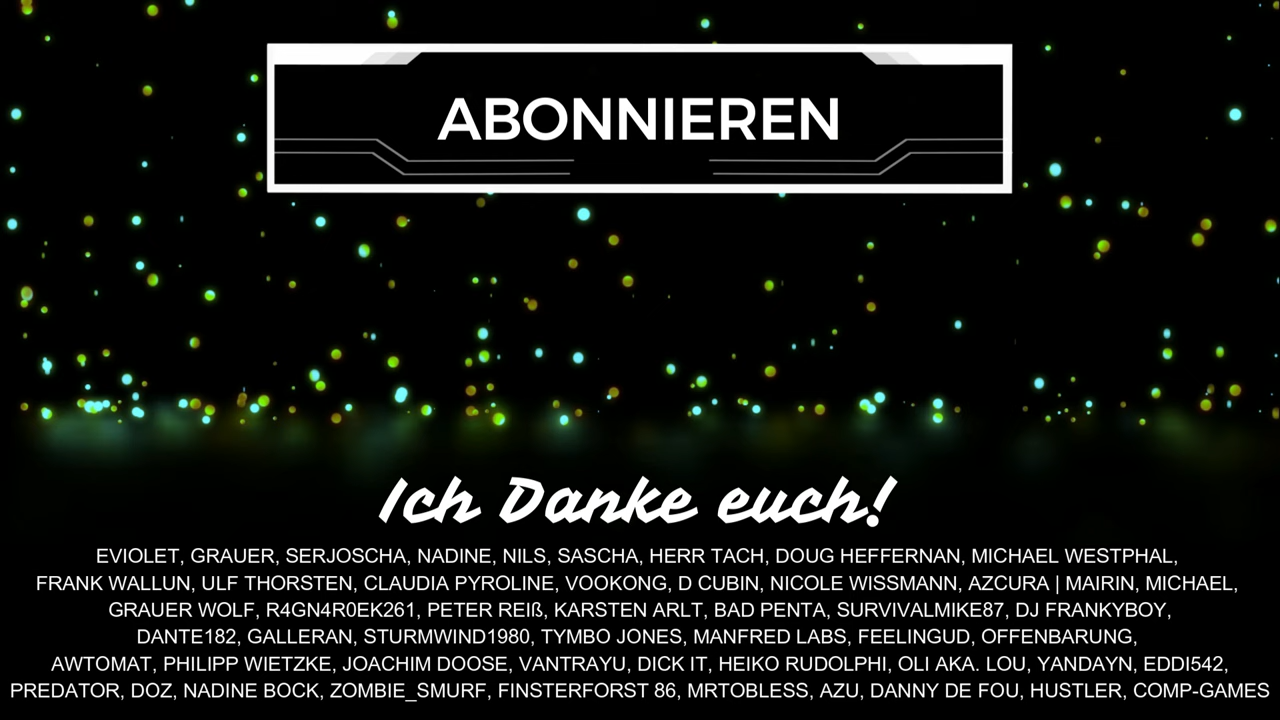 ABONNIEREN
Ich Danke euch!
EVIOLET, GRAUER, SERJOSCHA, NADINE, NILS, SASCHA, HERR TACH, DOUG HEFFERNAN, MICHAEL WESTPHAL,
FRANK WALLUN, ULF THORSTEN, CLAUDIA PYROLINE, VOOKONG, D CUBIN, NICOLE WISSMANN, AZCURA | MAIRIN, MICHAEL,
GRAUER WOLF, R4GN4R0EK261, PETER REIß, KARSTEN ARLT, BAD PENTA, SURVIVALMIKE87, DJ FRANKYBOY,
DANTE182, GALLERAN, STURMWIND1980, TYMBO JONES, MANFRED LABS, FEELINGUD, OFFENBARUNG,
AWTOMAT, PHILIPP WIETZKE, JOACHIM DOOSE, VANTRAYU, DICK IT, HEIKO RUDOLPHI, OLI AKA. LOU, YANDAYN, EDDI542,
PREDATOR, DOZ, NADINE BOCK, ZOMBIE_SMURF, FINSTERFORST 86, MRTOBLESS, AZU, DANNY DE FOU, HUSTLER, COMP-GAMES